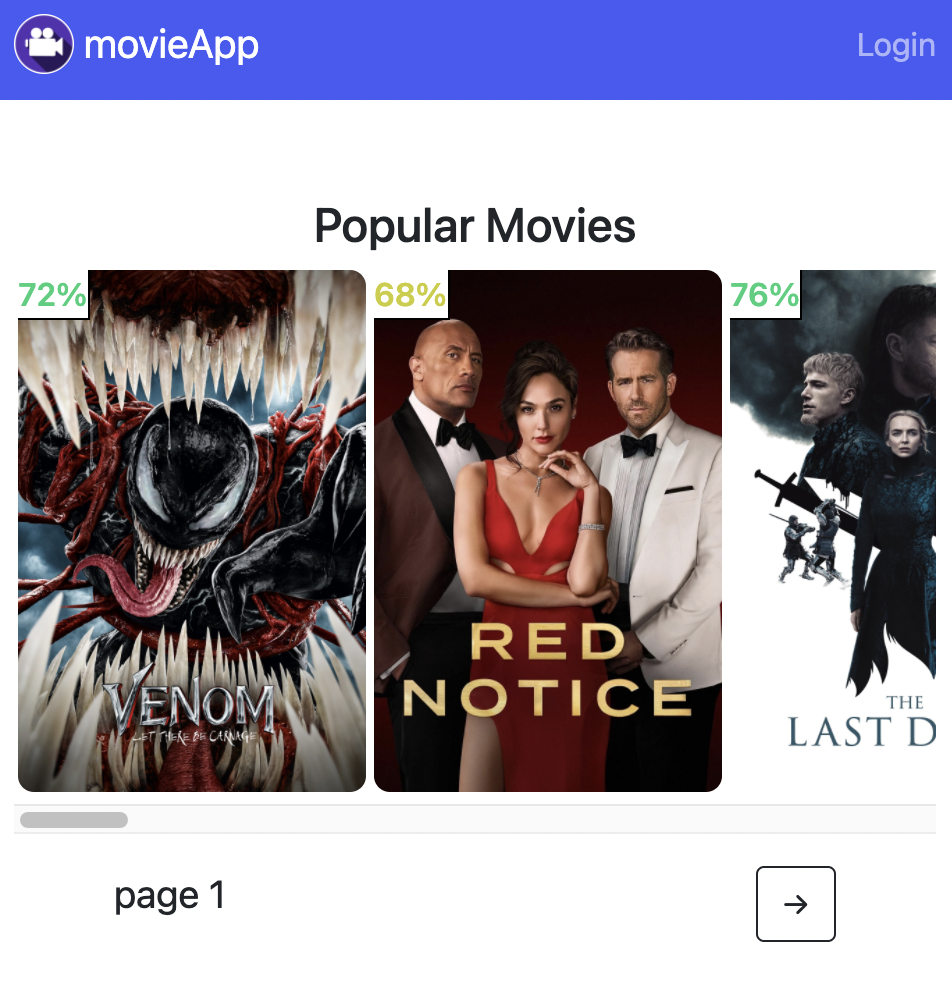 movieApp
Login
Popular Movies
72%
68%
76%
VENOM
LET THERE BE CARNAGE
RED
NOTICE
THE
LAST D
page 1